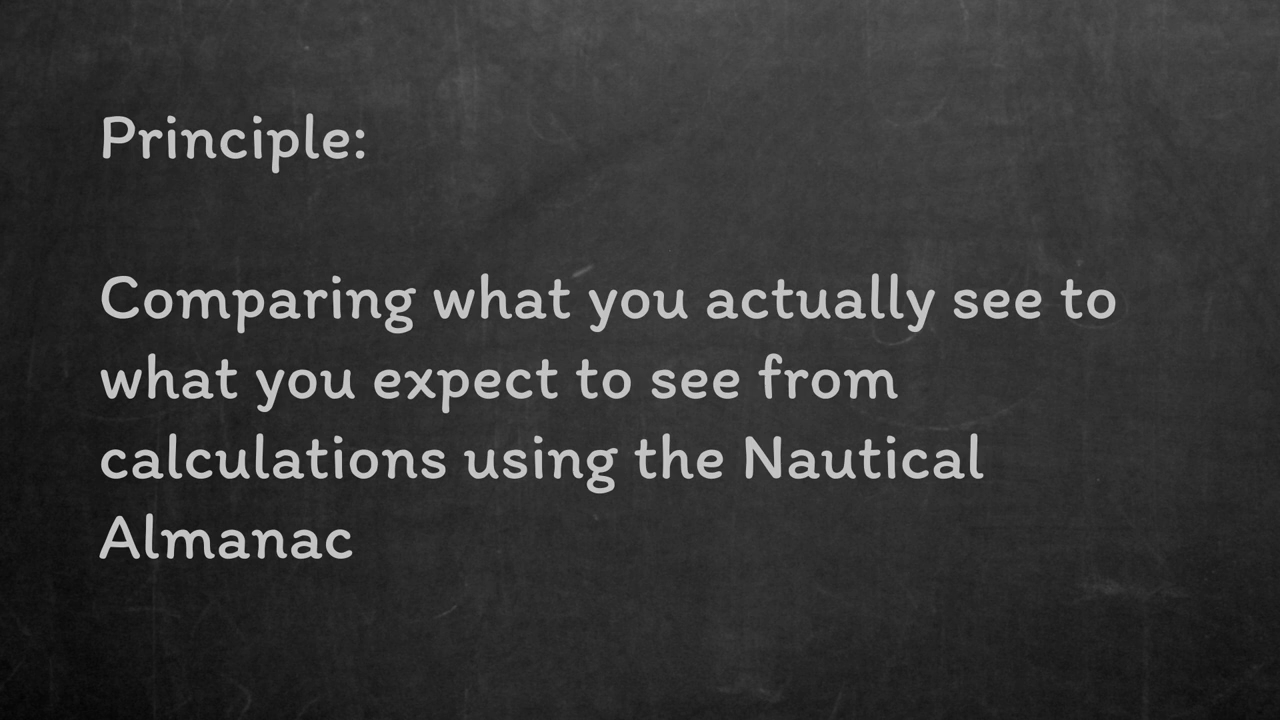 Principle:
Comparing what you actually see to
what you expect to see from
calculations using the Nautical
Almanac